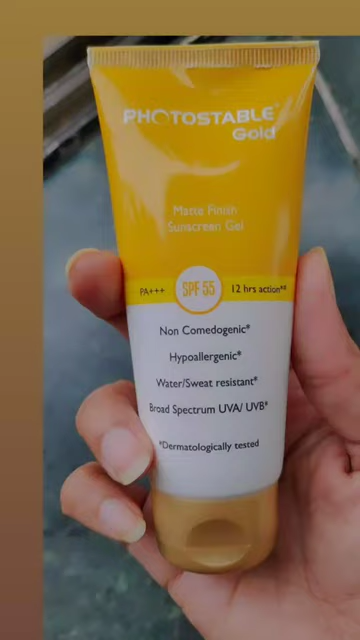 PHOTOSTABLE
Gold
Matte Finish
Sunscreen Gel
PA+++ SPF 55 12 hrs action**
Non Comedogenic*
Hypoallergenic*
Water/Sweat resistant*
Broad Spectrum UVA/ UVB*
*Dermatologically tested